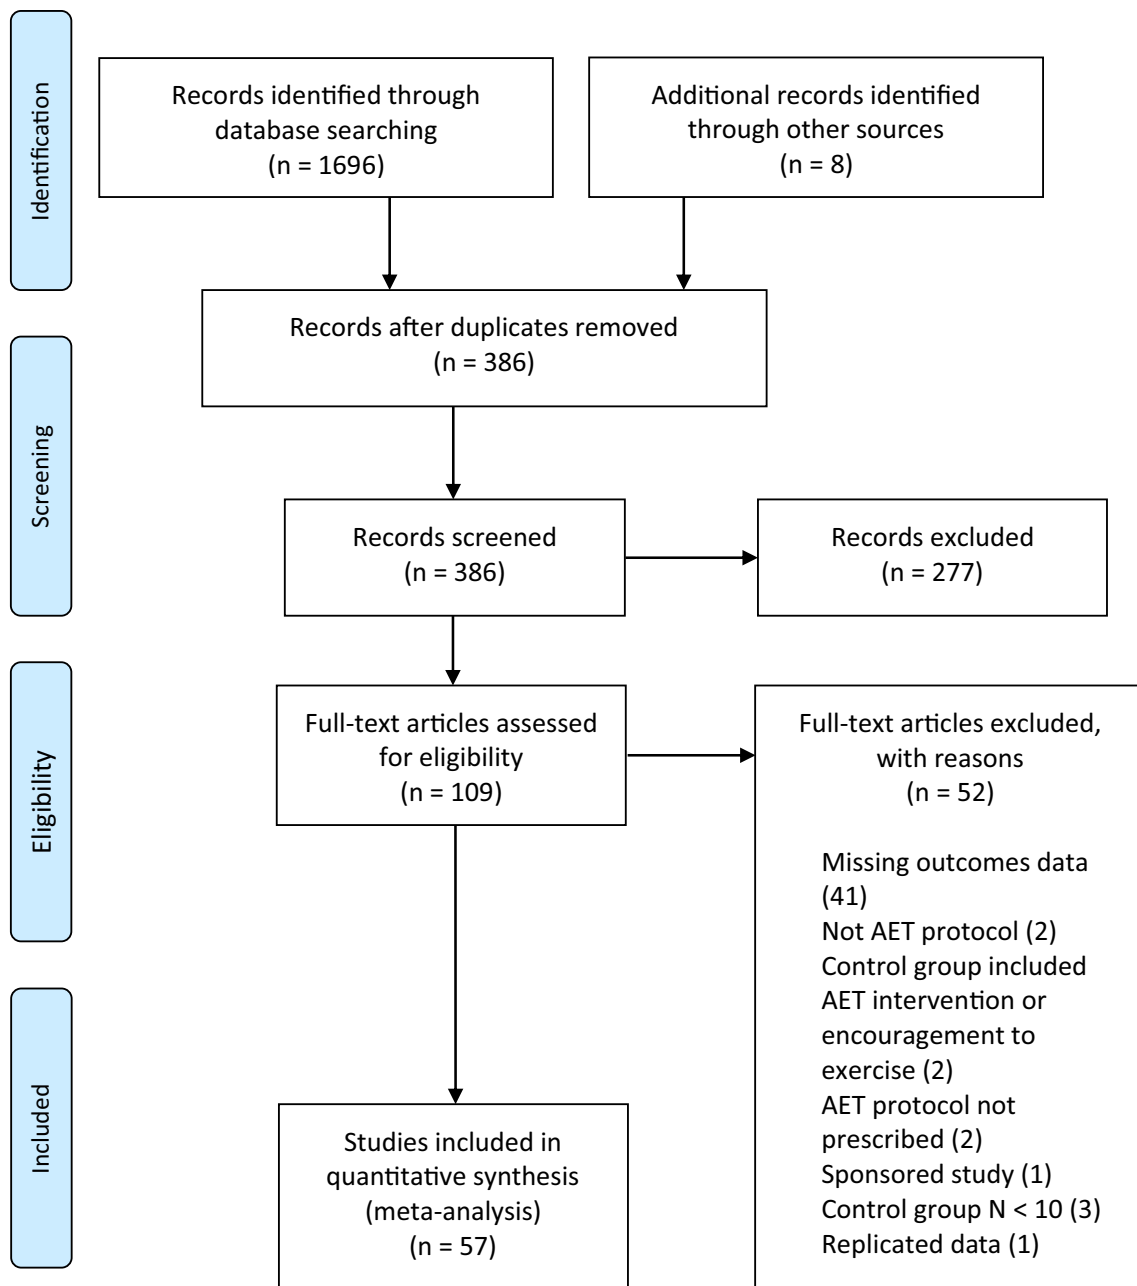 Identification
Records identified through
database searching
(n = 1696)
Additional records identified
through other sources
(n = 8)
Records after duplicates removed
(n = 386)
Screening
Records screened
(n = 386)
Records excluded
(n = 277)
Eligibility
Full-text articles assessed
for eligibility
(n = 109)
Full-text articles excluded,
with reasons
(n = 52)
Missing outcomes data
(41)
Not AET protocol (2)
Control group included
AET intervention or
encouragement to
exercise (2)
AET protocol not
prescribed (2)
Sponsored study (1)
Control group N < 10 (3)
Replicated data (1)
Included
Studies included in
quantitative synthesis
(meta-analysis)
(n = 57)